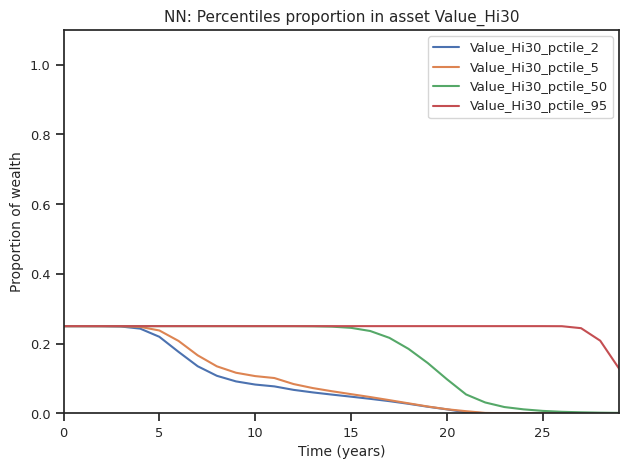 NN: Percentiles proportion in asset Value_Hi30
Value_Hi30_pctile_2
Value_Hi30_pctile_5
Value_Hi30_pctile_50
Value_Hi30_pctile_95
Proportion of wealth
1.0
0.8
0.6
0.4
0.2
0.0
0 5 10 15 20 25
Time (years)